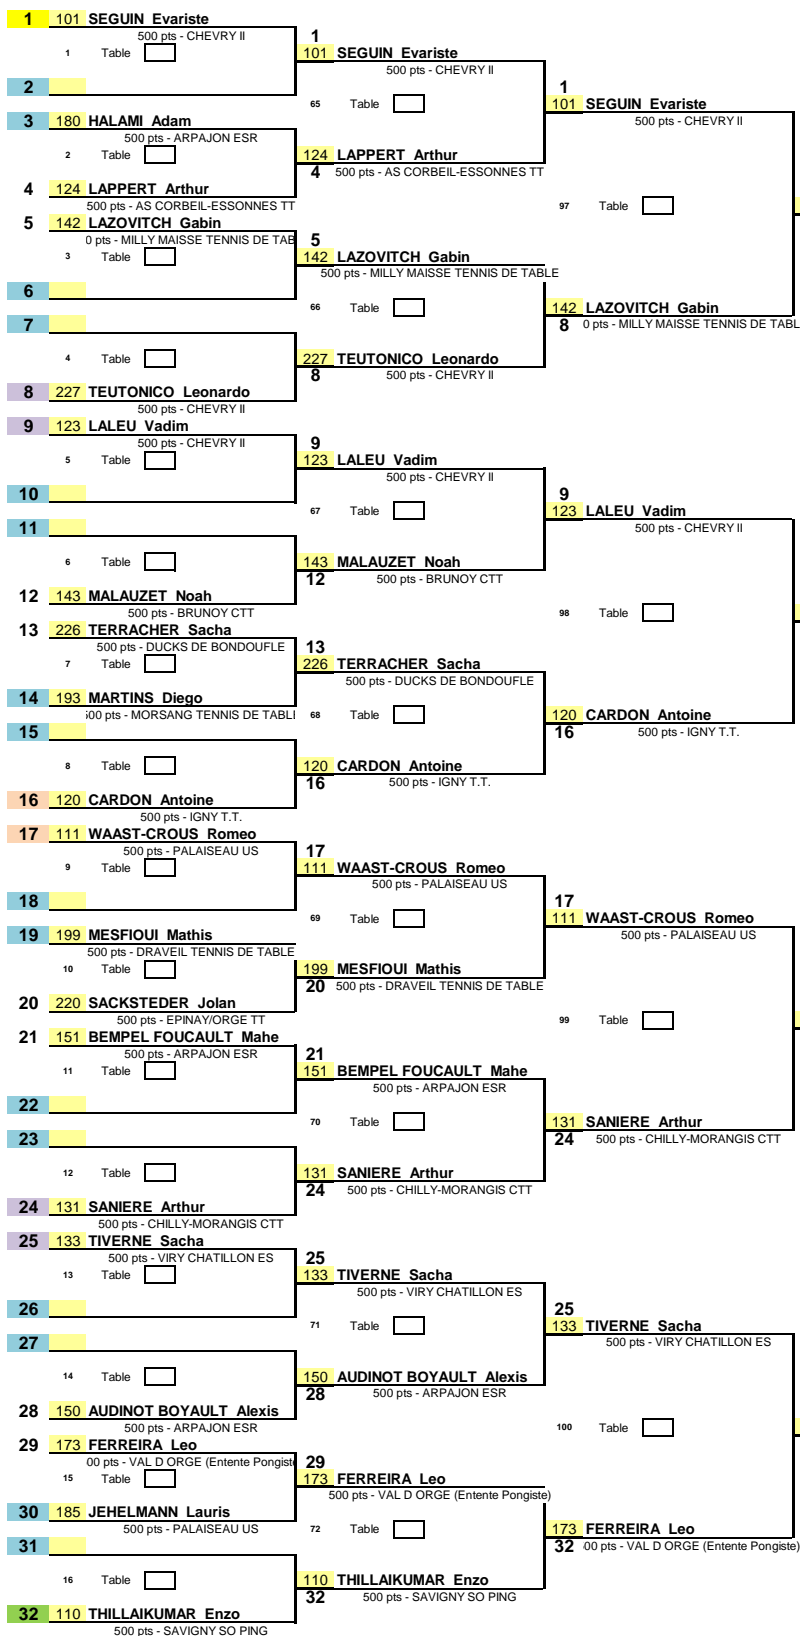 1 101 SEGUIN Evariste
500 pts - CHEVRY II
1 Table
2
3 180 HALAMI Adam
500 pts - ARPAJON ESR
2 Table
4 124 LAPPERT Arthur
500 pts - AS CORBEIL-ESSONNES TT
5 142 LAZOVITCH Gabin
0 pts - MILLY MAISSE TENNIS DE TAB
3 Table
6
7
4 Table
8 227 TEUTONICO Leonardo
500 pts - CHEVRY II
9 123 LALEU Vadim
500 pts - CHEVRY II
5 Table
10
11
6 Table
12 143 MALAUZET Noah
500 pts - BRUNOY CTT
13 226 TERRACHER Sacha
500 pts - DUCKS DE BONDOUFLE
7 Table
14 193 MARTINS Diego
500 pts - MORSANG TENNIS DE TABL
15
8 Table
16 120 CARDON Antoine
500 pts - IGNY T.T.
17 111 WAAST-CROUS Romeo
500 pts - PALAISEAU US
9 Table
18
19 199 MESFIOUI Mathis
500 pts - DRAVEIL TENNIS DE TABLE
10 Table
20 220 SACKSTEDER Jolan
500 pts - EPINAY/ORGE TT
21 151 BEMPEL FOUCAULT Mahe
500 pts - ARPAJON ESR
11 Table
22
23
12 Table
24 131 SANIERE Arthur
500 pts - CHILLY-MORANGIS CTT
25 133 TIVERNE Sacha
500 pts - VIRY CHATILLON ES
13 Table
26
27
14 Table
28 150 AUDINOT BOYAULT Alexis
500 pts - ARPAJON ESR
29 173 FERREIRA Leo
00 pts - VAL D ORGE (Entente Pongist
15 Table
30 185 JEHELMANN Lauris
500 pts - PALAISEAU US
31
16 Table
32 110 THILLAIKUMAR Enzo
500 pts - SAVIGNY SO PING
1
101 SEGUIN Evariste
500 pts - CHEVRY II
65 Table
124 LAPPERT Arthur
4 500 pts - AS CORBEIL-ESSONNES TT
5
142 LAZOVITCH Gabin
500 pts - MILLY MAISSE TENNIS DE TABLE
66 Table
227 TEUTONICO Leonardo
8 500 pts - CHEVRY II
9
123 LALEU Vadim
500 pts - CHEVRY II
67 Table
143 MALAUZET Noah
12 500 pts - BRUNOY CTT
13
226 TERRACHER Sacha
500 pts - DUCKS DE BONDOUFLE
68 Table
120 CARDON Antoine
16 500 pts - IGNY T.T.
17
111 WAAST-CROUS Romeo
500 pts - PALAISEAU US
69 Table
199 MESFIOUI Mathis
20 500 pts - DRAVEIL TENNIS DE TABLE
21
151 BEMPEL FOUCAULT Mahe
500 pts - ARPAJON ESR
70 Table
131 SANIERE Arthur
24 500 pts - CHILLY-MORANGIS CTT
25
133 TIVERNE Sacha
500 pts - VIRY CHATILLON ES
71 Table
150 AUDINOT BOYAULT Alexis
28 500 pts - ARPAJON ESR
29
173 FERREIRA Leo
500 pts - VAL D ORGE (Entente Pongiste)
72 Table
110 THILLAIKUMAR Enzo
32 500 pts - SAVIGNY SO PING
1
101 SEGUIN Evariste
500 pts - CHEVRY II
97 Table
142 LAZOVITCH Gabin
8 0 pts - MILLY MAISSE TENNIS DE TABL
9
123 LALEU Vadim
500 pts - CHEVRY II
98 Table
120 CARDON Antoine
16 500 pts - IGNY T.T.
17
111 WAAST-CROUS Romeo
500 pts - PALAISEAU US
99 Table
131 SANIERE Arthur
24 500 pts - CHILLY-MORANGIS CTT
25
133 TIVERNE Sacha
500 pts - VIRY CHATILLON ES
100 Table
173 FERREIRA Leo
32 00 pts - VAL D ORGE (Entente Pongiste)